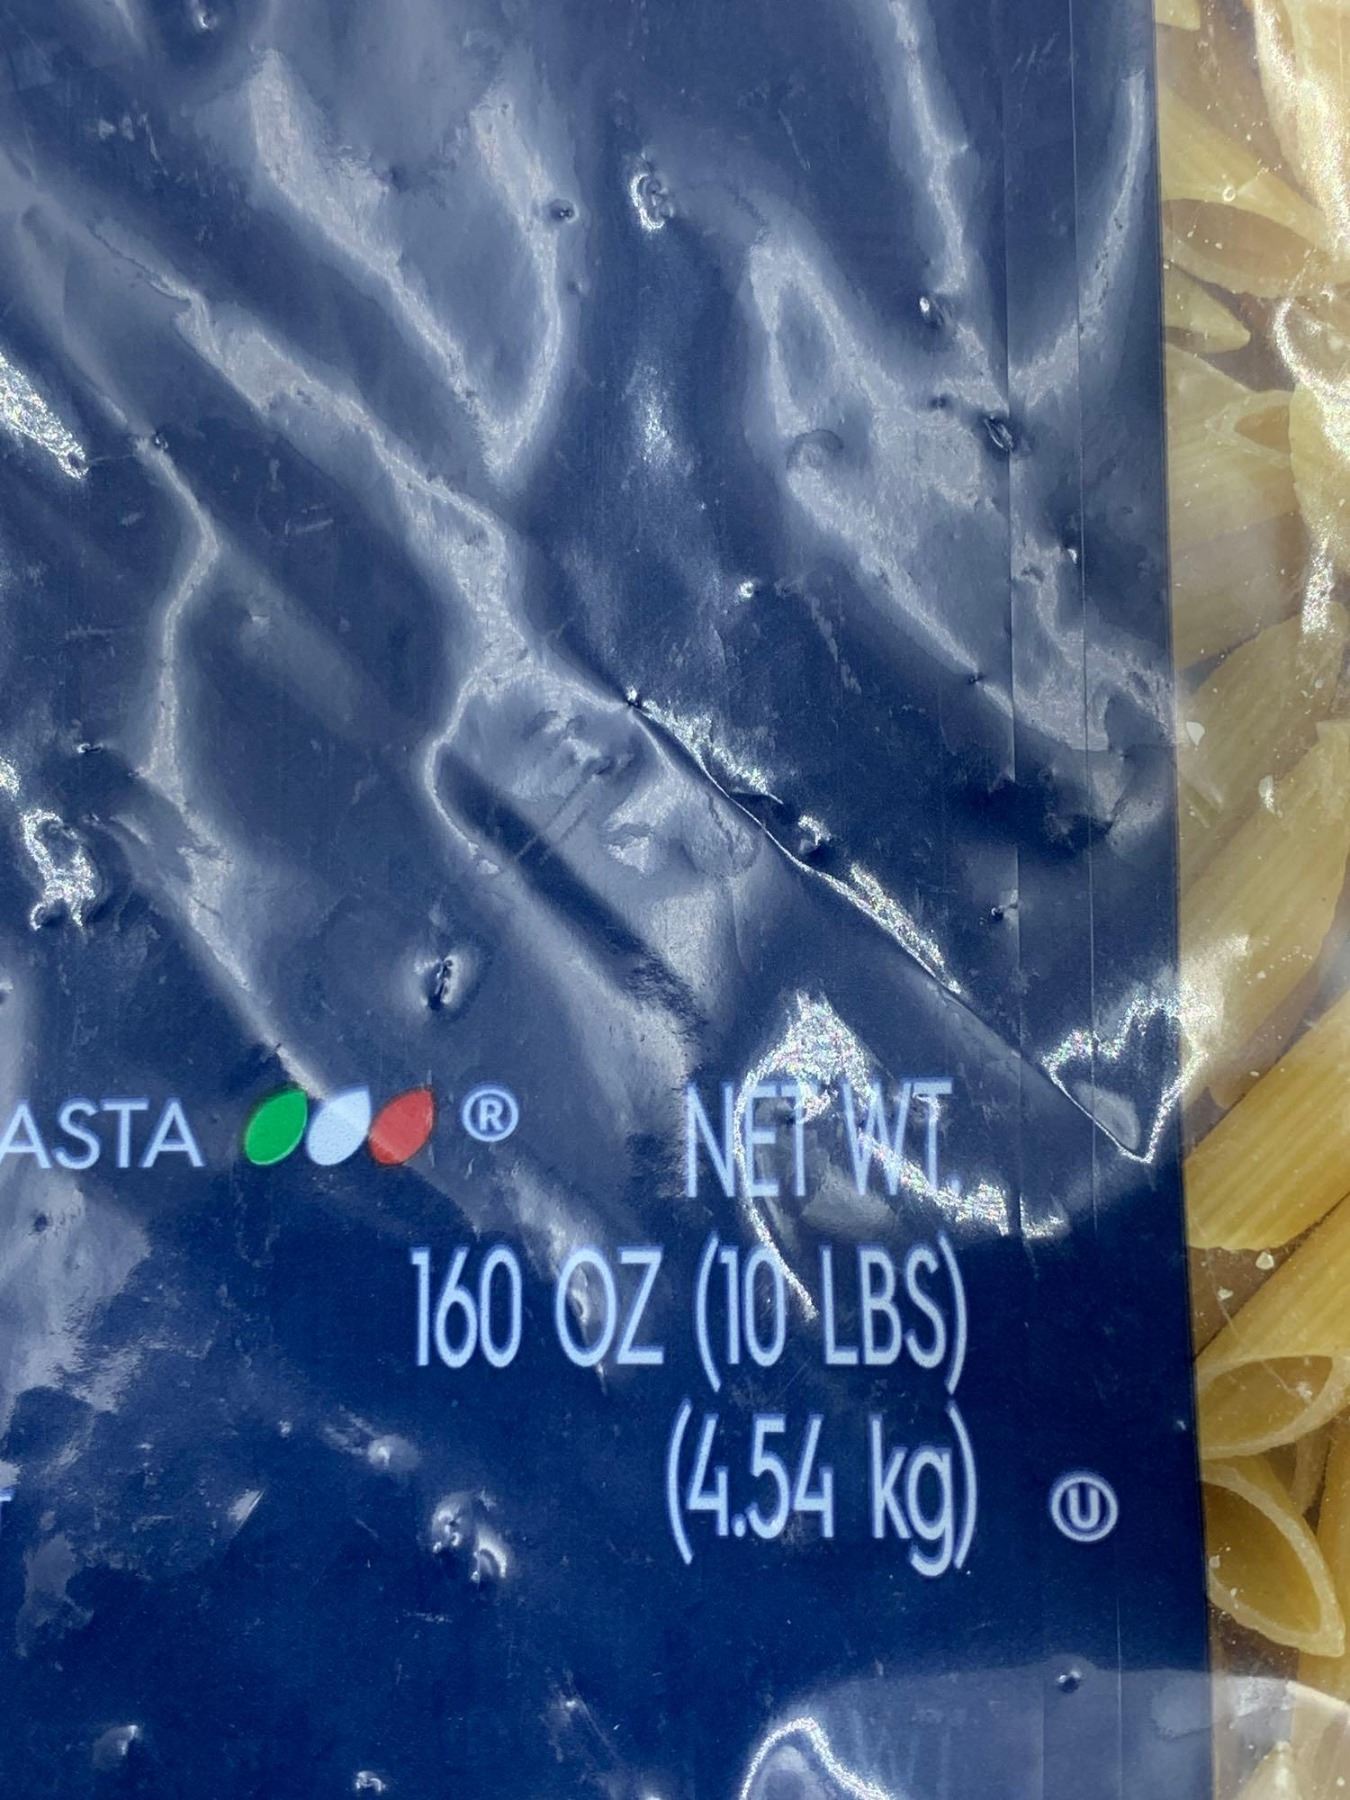 ASTA ®
NET WT.
160 OZ (10 LBS)
(4.54 kg)
U